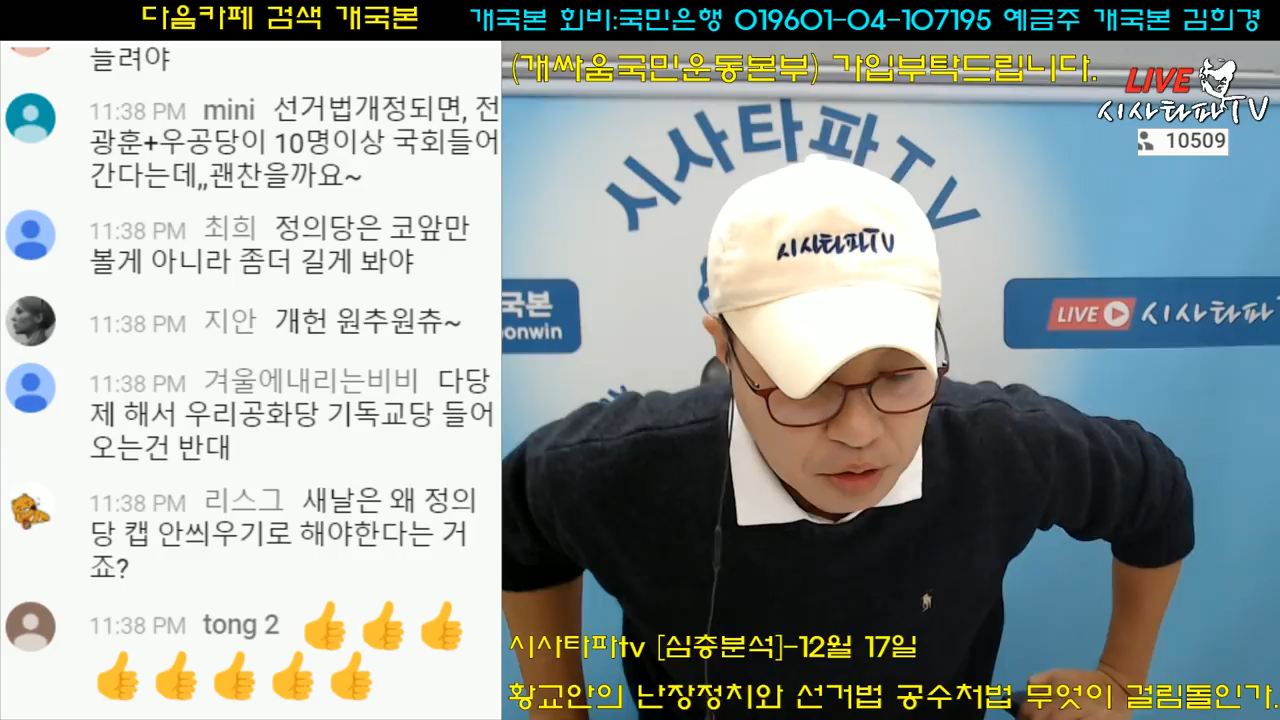 다음카페 검색 개국본
개국본 회비:국민은행 019601-04-107195 예금주 개국본 김희경
늘려야
11:38 PM mini 선거법개정되면, 전
광훈+우공당이 10명이상 국회들어
간다는데,,괜찬을까요~
11:38 PM 최희 정의당은 코앞만
볼게 아니라 좀더 길게 봐야
11:38 PM 지안 개헌 원추원츄~
11:38 PM 겨울에내리는비비 다당
제 해서 우리공화당 기독교당 들어
오는건 반대
11:38 PM 리스그 새날은 왜 정의
당 캡 안씌우기로 해야한다는 거
죠?
11:38 PM tong 2 👍👍👍
👍👍👍👍👍
(개싸움국민운동본부) 가입부탁드립니다.
LIVE
시사타파TV
10509
시사타파TV
시사타파TV
국본
onwin
LIVE 시사타파
시사타파tv [심층분석]-12월 17일
황교안의 난장정치와 선거법 공수처법 무엇이 걸림돌인가.